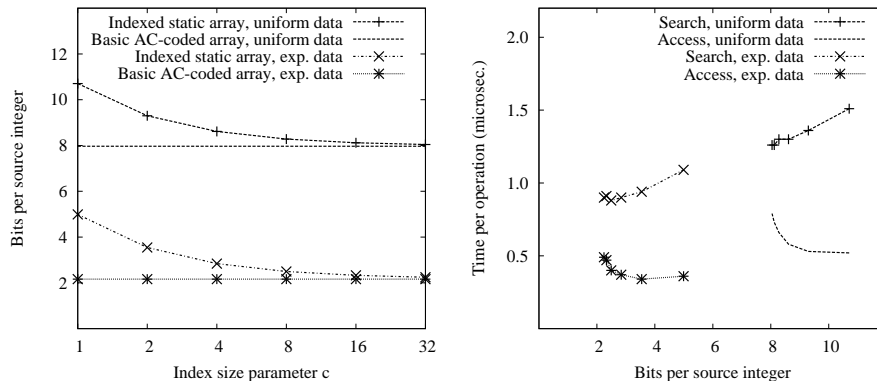 Indexed static array, uniform data
Basic AC-coded array, uniform data
Indexed static array, exp. data
Basic AC-coded array, exp. data
12
10
8
6
4
2
1 2 4 8 16 32
Index size parameter c
Bits per source integer
Search, uniform data
Access, uniform data
Search, exp. data
Access, exp. data
2.0
1.5
1.0
0.5
2 4 6 8 10
Bits per source integer
Time per operation (microsec.)